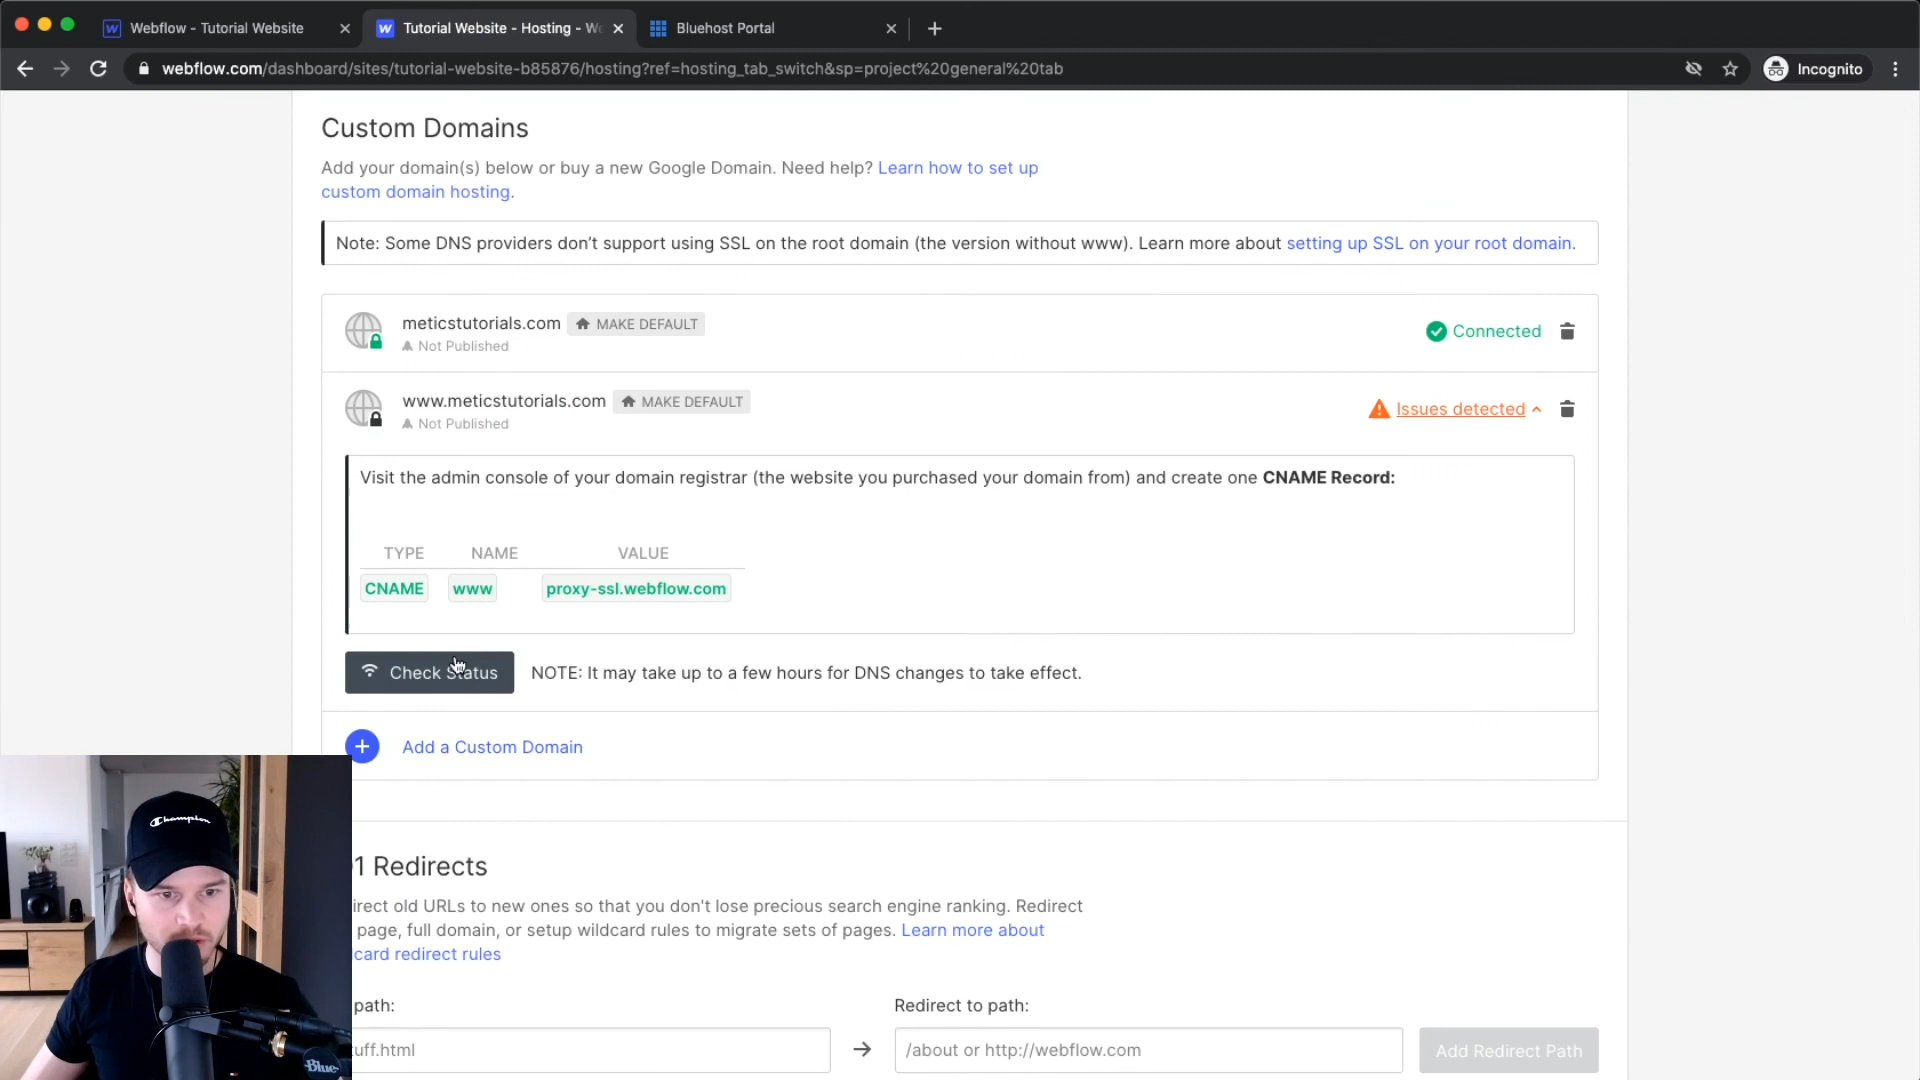 Webflow - Tutorial Website
Tutorial Website - Hosting - We
Bluehost Portal
webflow.com/dashboard/sites/tutorial-website-b85876/hosting?ref=hosting_tab_switch&sp=project%20general%20tab
Incognito
Custom Domains
Add your domain(s) below or buy a new Google Domain. Need help? Learn how to set up
custom domain hosting.
Note: Some DNS providers don't support using SSL on the root domain (the version without www). Learn more about setting up SSL on your root domain.
meticstutorials.com MAKE DEFAULT
Not Published
Connected
www.meticstutorials.com MAKE DEFAULT
Not Published
Issues detected
Visit the admin console of your domain registrar (the website you purchased your domain from) and create one CNAME Record:
TYPE NAME VALUE
CNAME www proxy-ssl.webflow.com
Check Status NOTE: It may take up to a few hours for DNS changes to take effect.
Add a Custom Domain
1 Redirects
irect old URLs to new ones so that you don't lose precious search engine ranking. Redirect
page, full domain, or setup wildcard rules to migrate sets of pages. Learn more about
card redirect rules
path:
Redirect to path:
uff.html
/about or http://webflow.com
Add Redirect Path
Champion
Blue